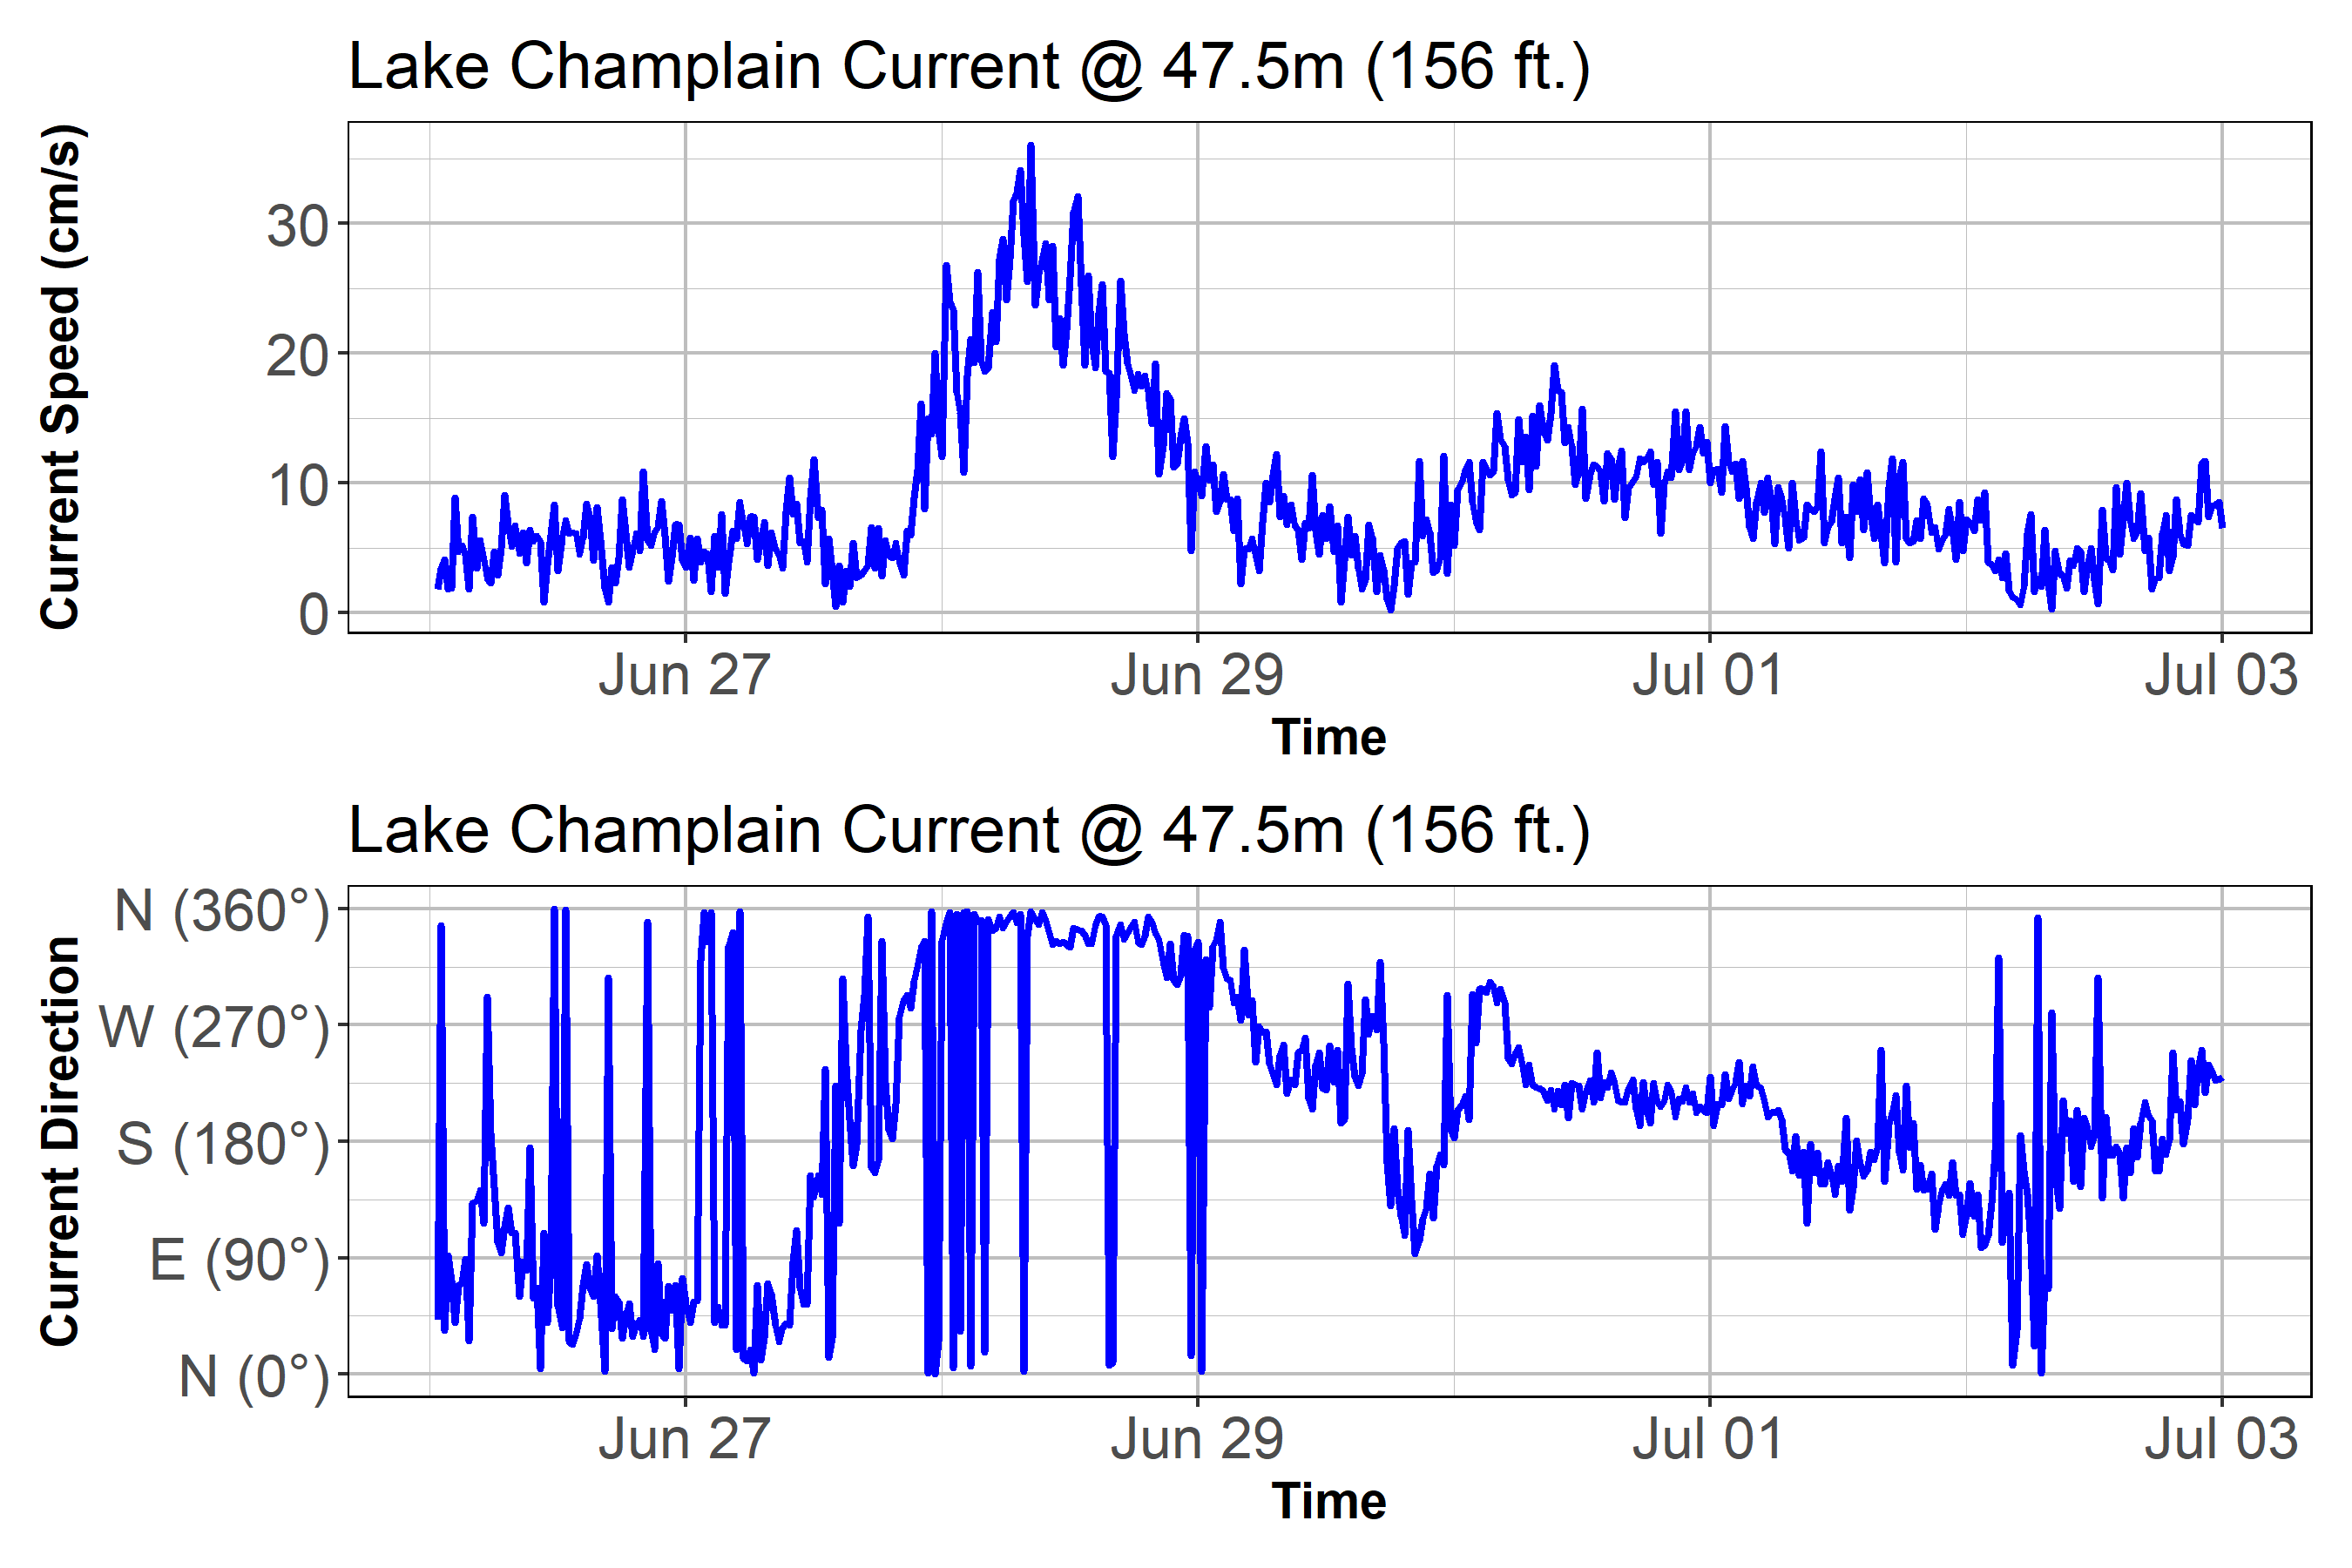 Lake Champlain Current @ 47.5m (156 ft.)
Current Speed (cm/s)
30
20
10
0
Jun 27 Jun 29 Jul 01 Jul 03
Time
Lake Champlain Current @ 47.5m (156 ft.)
Current Direction
N (360°)
W (270°)
S (180°)
E (90°)
N (0°)
Jun 27 Jun 29 Jul 01 Jul 03
Time